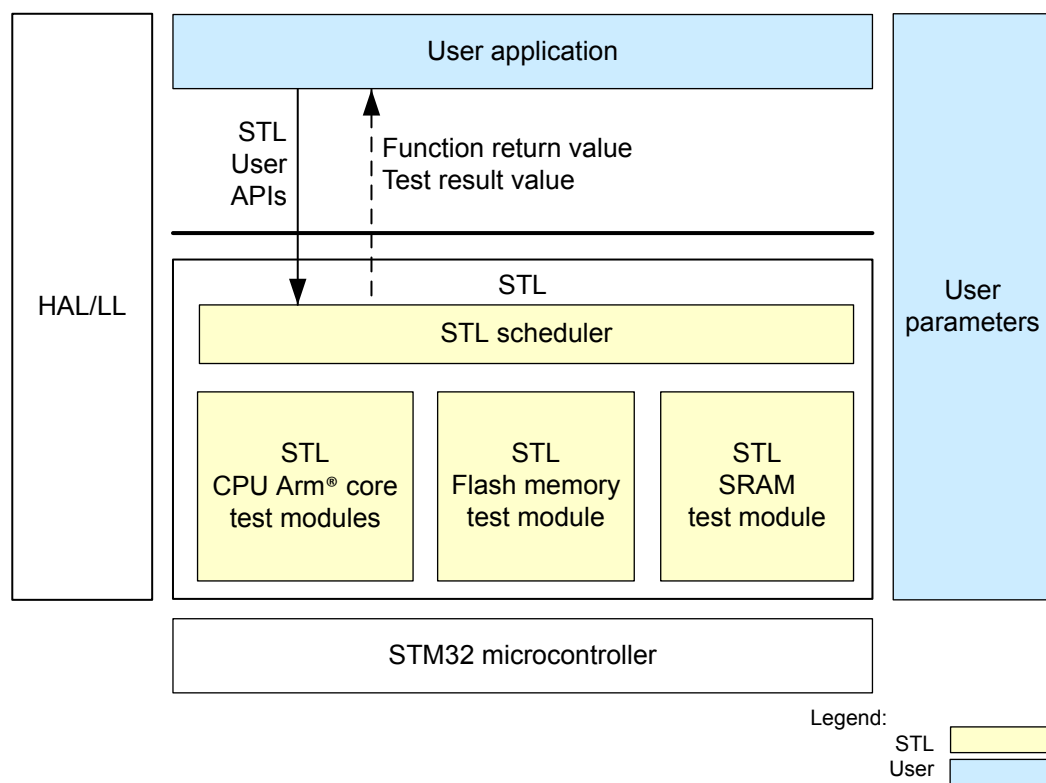 User application
STL
User
APIs
Function return value
Test result value
HAL/LL
STL
STL scheduler
STL
CPU Arm® core
test modules
STL
Flash memory
test module
STL
SRAM
test module
User
parameters
STM32 microcontroller
Legend:
STL
User